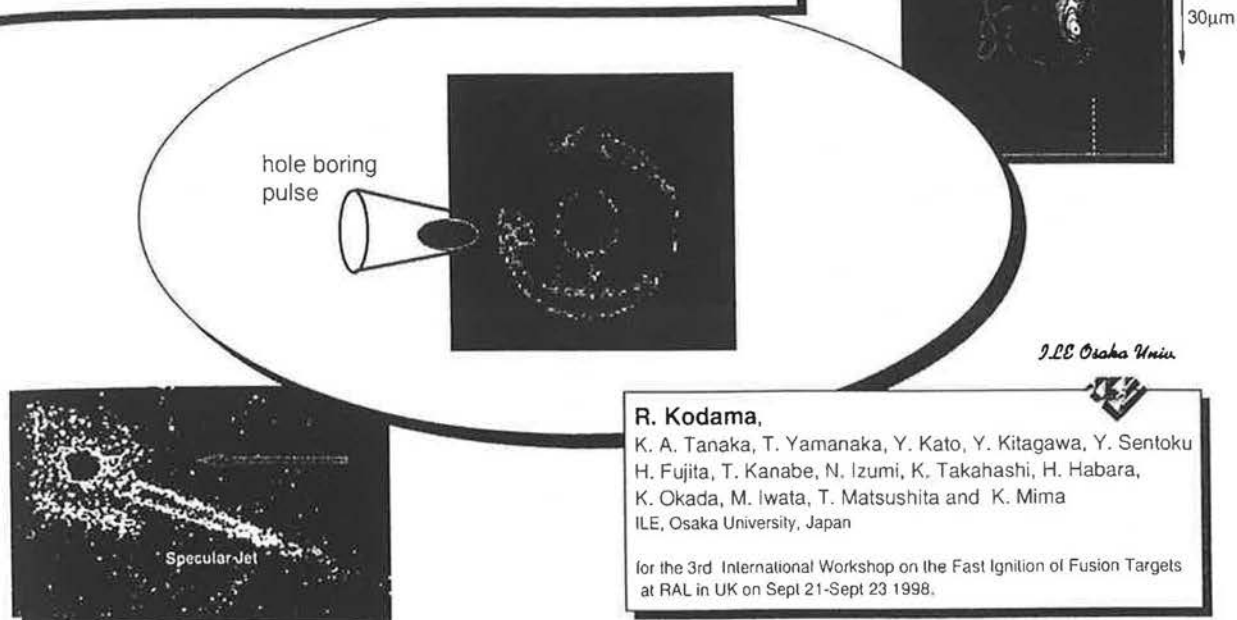 30μm
hole boring
pulse
ILE Osaka Univ.
R. Kodama,
K. A. Tanaka, T. Yamanaka, Y. Kato, Y. Kitagawa, Y. Sentoku
H. Fujita, T. Kanabe, N. Izumi, K. Takahashi, H. Habara,
K. Okada, M. Iwata, T. Matsushita and K. Mima
ILE, Osaka University, Japan
for the 3rd International Workshop on the Fast Ignition of Fusion Targets
at RAL in UK on Sept 21-Sept 23 1998.
Specular Jet